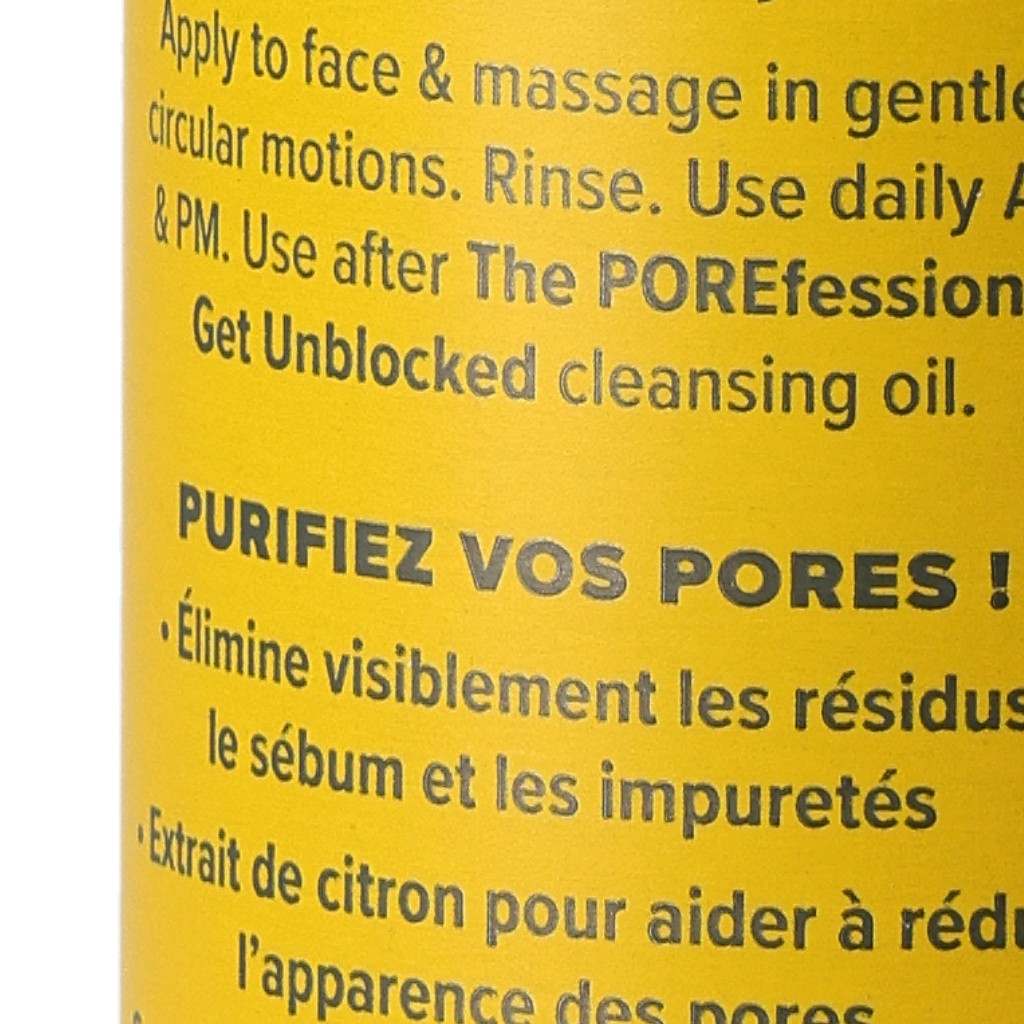 Apply to face & massage in gentle
circular motions. Rinse. Use daily A
& PM. Use after The POREfession
Get Unblocked cleansing oil.
PURIFIEZ VOS PORES !
• Élimine visiblement les résidus
le sébum et les impuretés
• Extrait de citron pour aider à rédu
l'apparence des pores